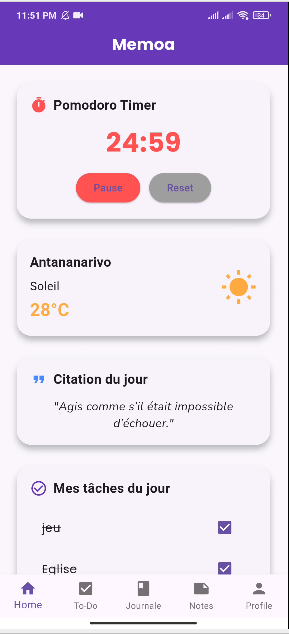 11:51 PM
64
Memoa
Pomodoro Timer
24:59
Pause
Reset
Antananarivo
Soleil
28°C
Citation du jour
"Agis comme s'il était impossible
d'échouer."
Mes tâches du jour
jeu
Eglise
Home
To-Do
Journale
Notes
Profile